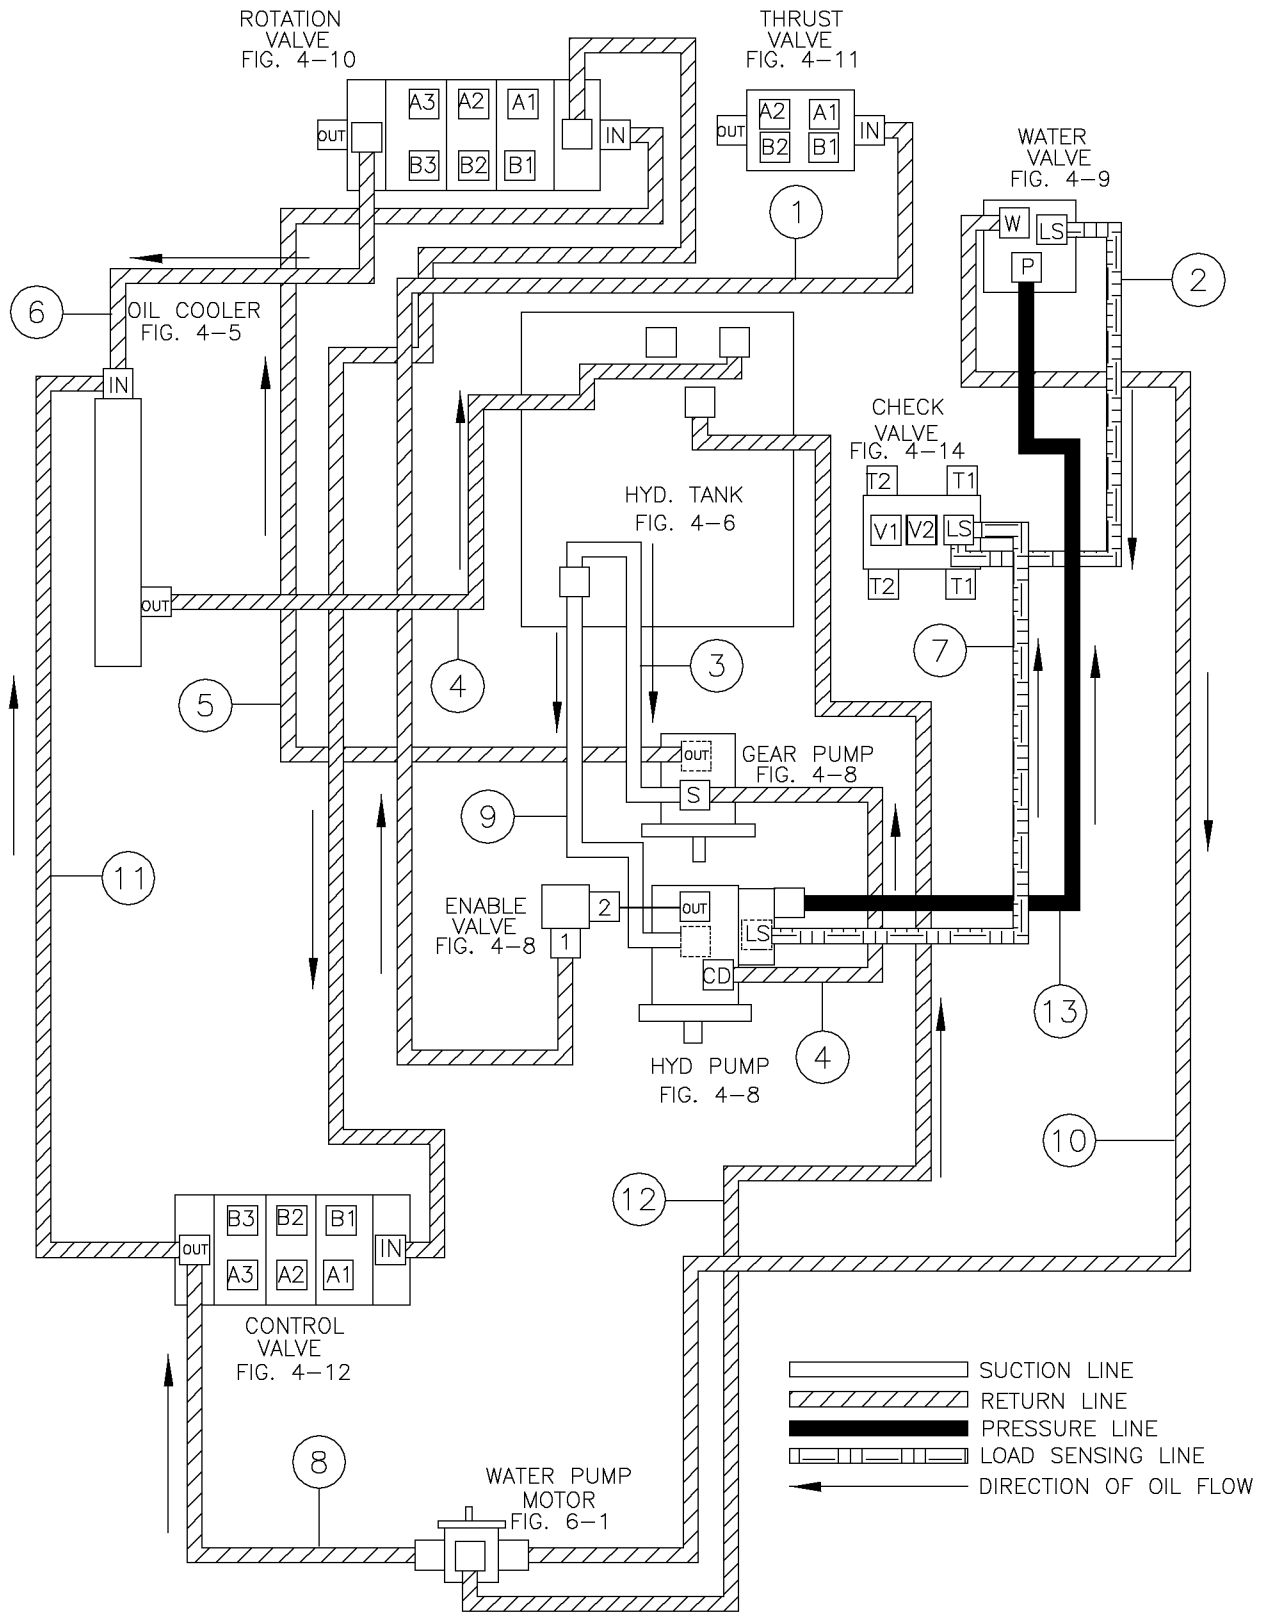 ROTATION
VALVE
FIG. 4-10
THRUST
VALVE
FIG. 4-11
A3
A2
A1
OUT
IN
B3
B2
B1
A2
A1
OUT
IN
B2
B1
WATER
VALVE
FIG. 4-9
1
W
LS
P
2
6
OIL COOLER
FIG. 4-5
IN
CHECK
VALVE
FIG. 4-14
T2
T1
HYD. TANK
FIG. 4-6
V1
V2
LS
T2
T1
OUT
7
3
4
5
OUT
GEAR PUMP
FIG. 4-8
S
9
11
ENABLE
VALVE
FIG. 4-8
2
1
OUT
LS
CD
13
4
HYD PUMP
FIG. 4-8
10
12
B3
B2
B1
OUT
IN
A3
A2
A1
CONTROL
VALVE
FIG. 4-12
8
WATER PUMP
MOTOR
FIG. 6-1
SUCTION LINE
RETURN LINE
PRESSURE LINE
LOAD SENSING LINE
DIRECTION OF OIL FLOW